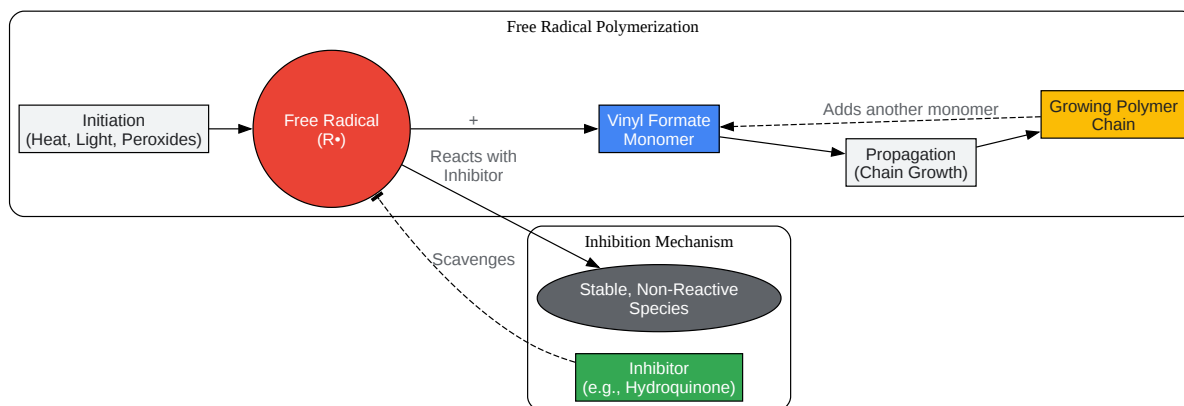 Free Radical Polymerization
Initiation
(Heat, Light, Peroxides)
Free Radical
(R•)
+
Vinyl Formate
Monomer
Adds another monomer
Growing Polymer
Chain
Propagation
(Chain Growth)
Reacts with
Inhibitor
Inhibition Mechanism
Scavenges
Stable, Non-Reactive
Species
Inhibitor
(e.g., Hydroquinone)